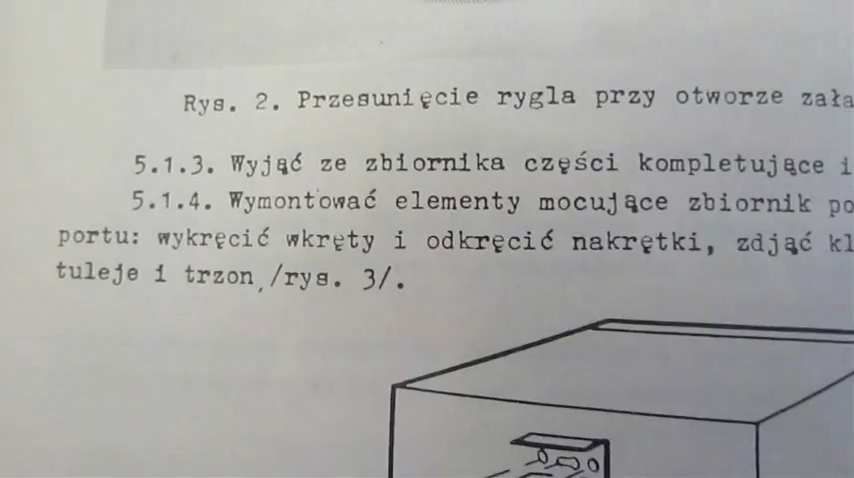 Rys. 2. Przesunięcie rygla przy otworze zała
5.1.3. Wyjąć ze zbiornika części kompletujące i
5.1.4. Wymontować elementy mocujące zbiornik po
portu: wykręcić wkręty i odkręcić nakrętki, zdjąć kl
tuleje i trzon /rys. 3/.